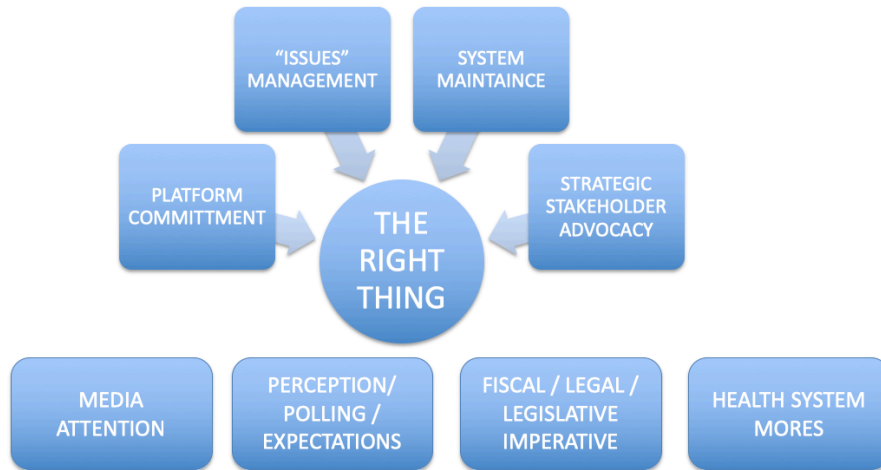 “ISSUES”
MANAGEMENT
SYSTEM
MAINTAINCE
PLATFORM
COMMITTMENT
STRATEGIC
STAKEHOLDER
ADVOCACY
THE
RIGHT
THING
MEDIA
ATTENTION
PERCEPTION/
POLLING /
EXPECTATIONS
FISCAL / LEGAL /
LEGISLATIVE
IMPERATIVE
HEALTH SYSTEM
MORES